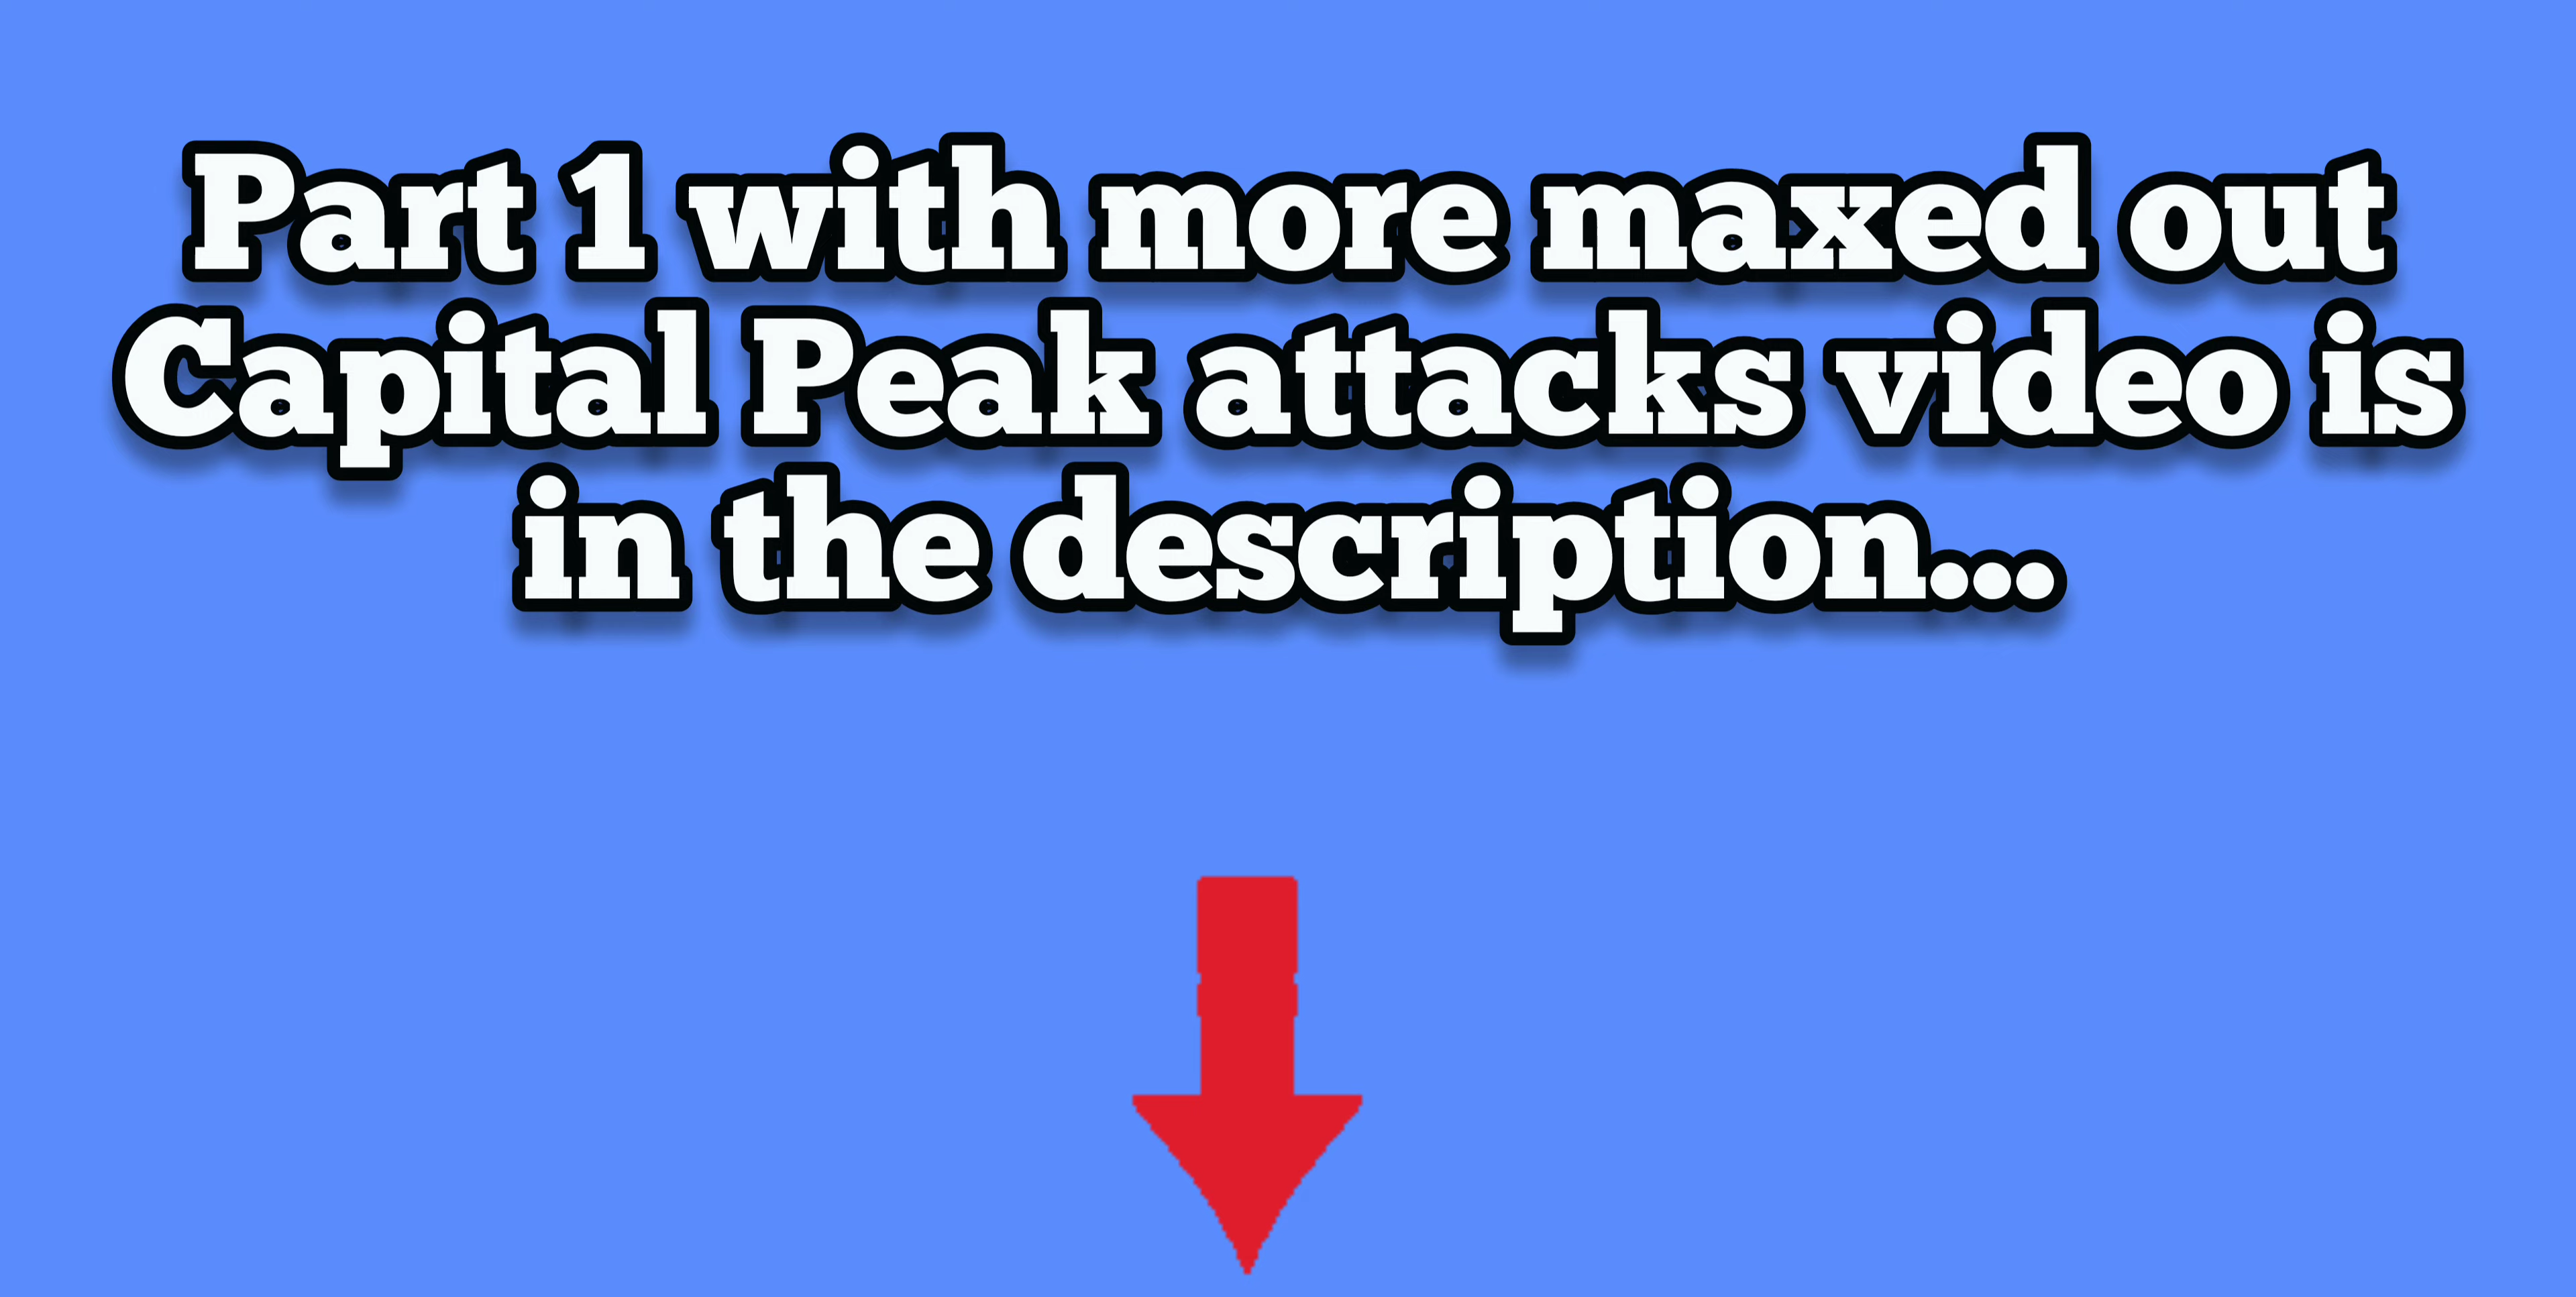 Part 1 with more maxed out
Capital Peak attacks video is
in the description...